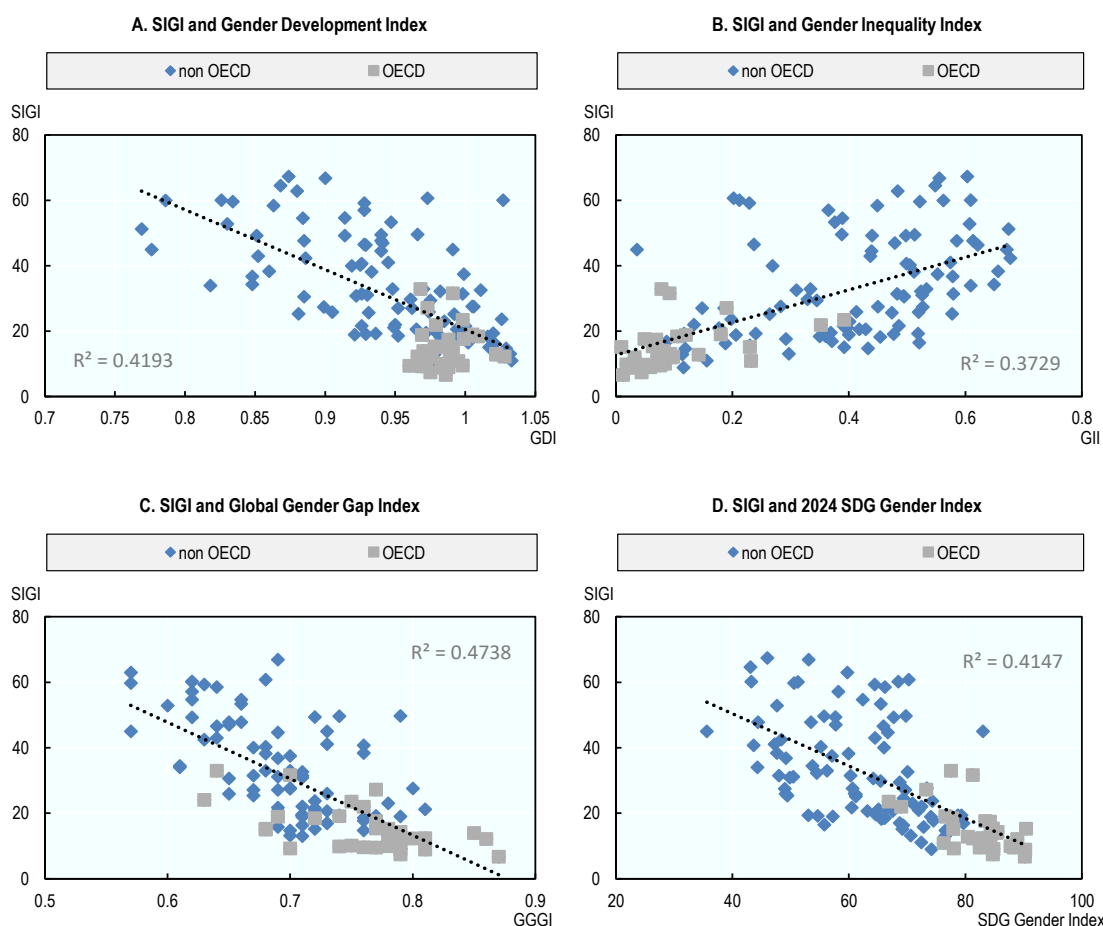 A. SIGI and Gender Development Index
non OECD OECD
SIGI
80
60
40
20
0
R² = 0.4193
0.7 0.75 0.8 0.85 0.9 0.95 1 1.05
GDI
B. SIGI and Gender Inequality Index
non OECD OECD
SIGI
80
60
40
20
0
R² = 0.3729
0 0.2 0.4 0.6 0.8
GII
C. SIGI and Global Gender Gap Index
non OECD OECD
SIGI
80
60
40
20
0
R² = 0.4738
0.5 0.6 0.7 0.8 0.9
GGGI
D. SIGI and 2024 SDG Gender Index
non OECD OECD
SIGI
80
60
40
20
0
R² = 0.4147
20 40 60 80 100
SDG Gender Index